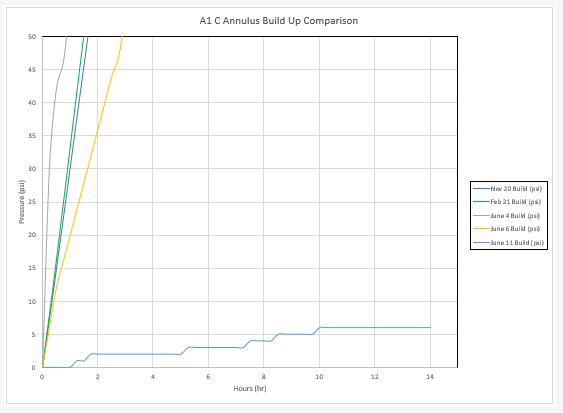 A1 C Annulus Build Up Comparison
50
45
40
35
30
25
20
15
10
5
0
Pressure (psi)
0 2 4 6 8 10 12 14
Hours (hr)
Nov 20 Build (psi)
Feb 21 Build (psi)
June 4 Build (psi)
June 6 Build (psi)
June 11 Build (psi)